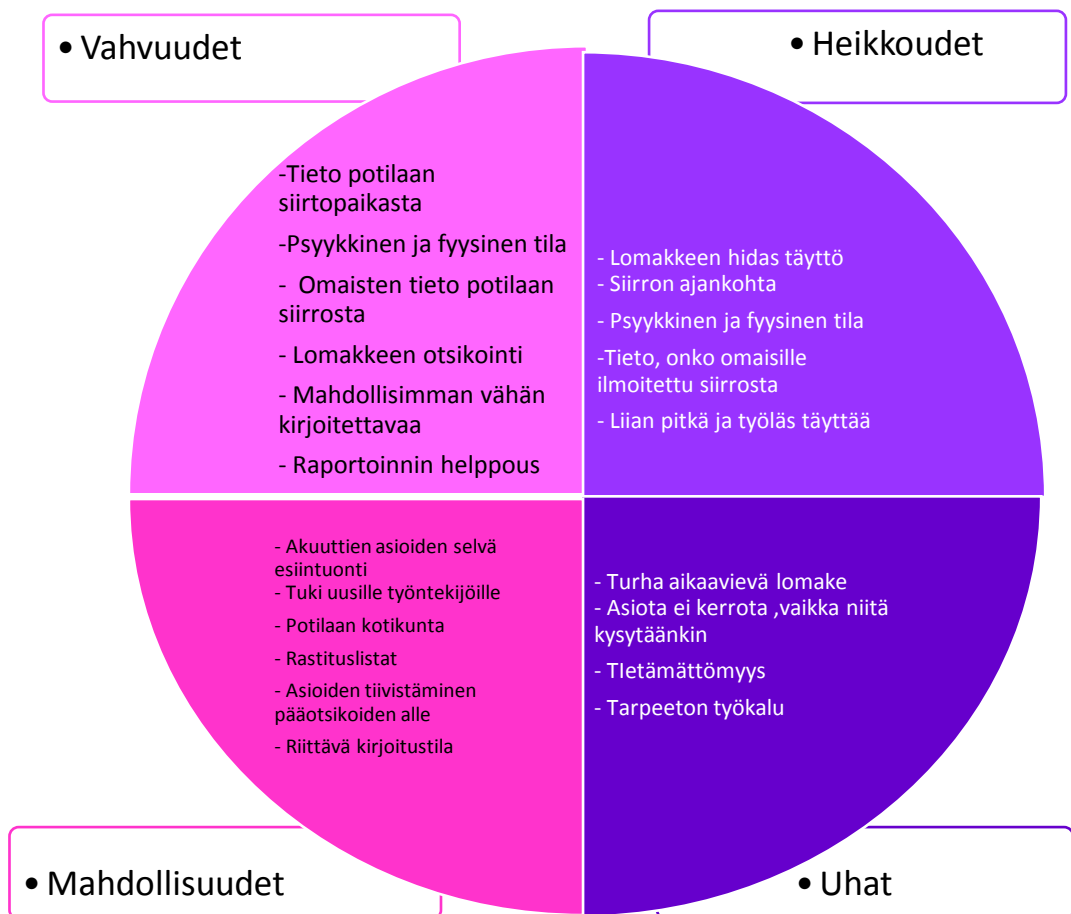 • Vahvuudet
-Tieto potilaan
siirtopaikasta
-Psyykkinen ja fyysinen tila
- Omaisten tieto potilaan
siirrosta
- Lomakkeen otsikointi
- Mahdollisimman vähän
kirjoitettavaa
- Raportoinnin helppous
• Heikkoudet
- Lomakkeen hidas täyttö
- Siirron ajankohta
- Psyykkinen ja fyysinen tila
-Tieto, onko omaisille
ilmoitettu siirrosta
- Liian pitkä ja työläs täyttää
- Akuuttien asioiden selvä
esiintuonti
- Tuki uusille työntekijöille
- Potilaan kotikunta
- Rastituslistat
- Asioiden tiivistäminen
pääotsikoiden alle
- Riittävä kirjoitustila
• Mahdollisuudet
- Turha aikaavievä lomake
- Asiota ei kerrota ,vaikka niitä
kysytäänkin
- TIetämättömyys
- Tarpeeton työkalu
• Uhat